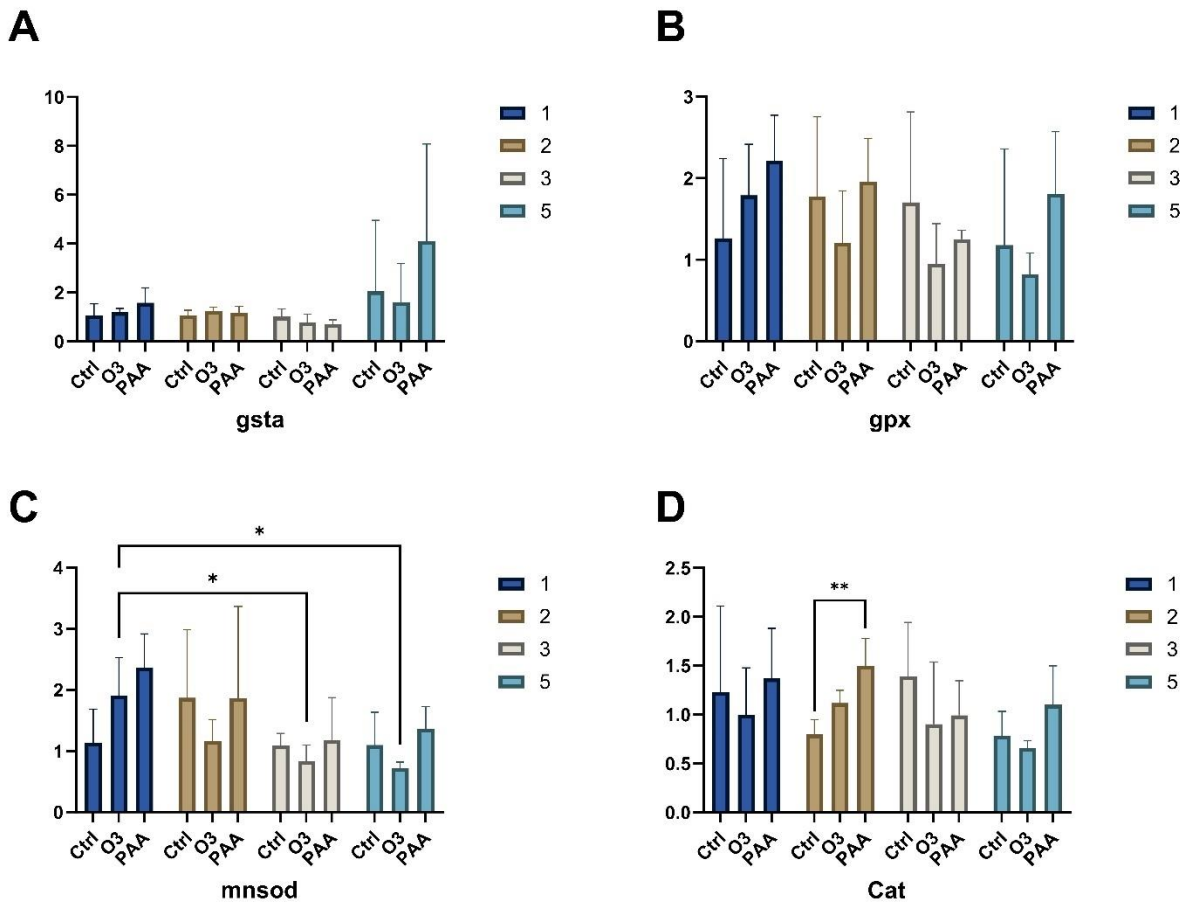 A
10
8
6
4
2
0
Ctrl
O3
PAA
Ctrl
O3
PAA
Ctrl
O3
PAA
Ctrl
O3
PAA
gsta
1
2
3
5
B
3
2
1
0
Ctrl
O3
PAA
Ctrl
O3
PAA
Ctrl
O3
PAA
Ctrl
O3
PAA
gpx
1
2
3
5
C
*
*
4
3
2
1
0
Ctrl
O3
PAA
Ctrl
O3
PAA
Ctrl
O3
PAA
Ctrl
O3
PAA
mnsod
1
2
3
5
D
**
2.5
2.0
1.5
1.0
0.5
0.0
Ctrl
O3
PAA
Ctrl
O3
PAA
Ctrl
O3
PAA
Ctrl
O3
PAA
Cat
1
2
3
5